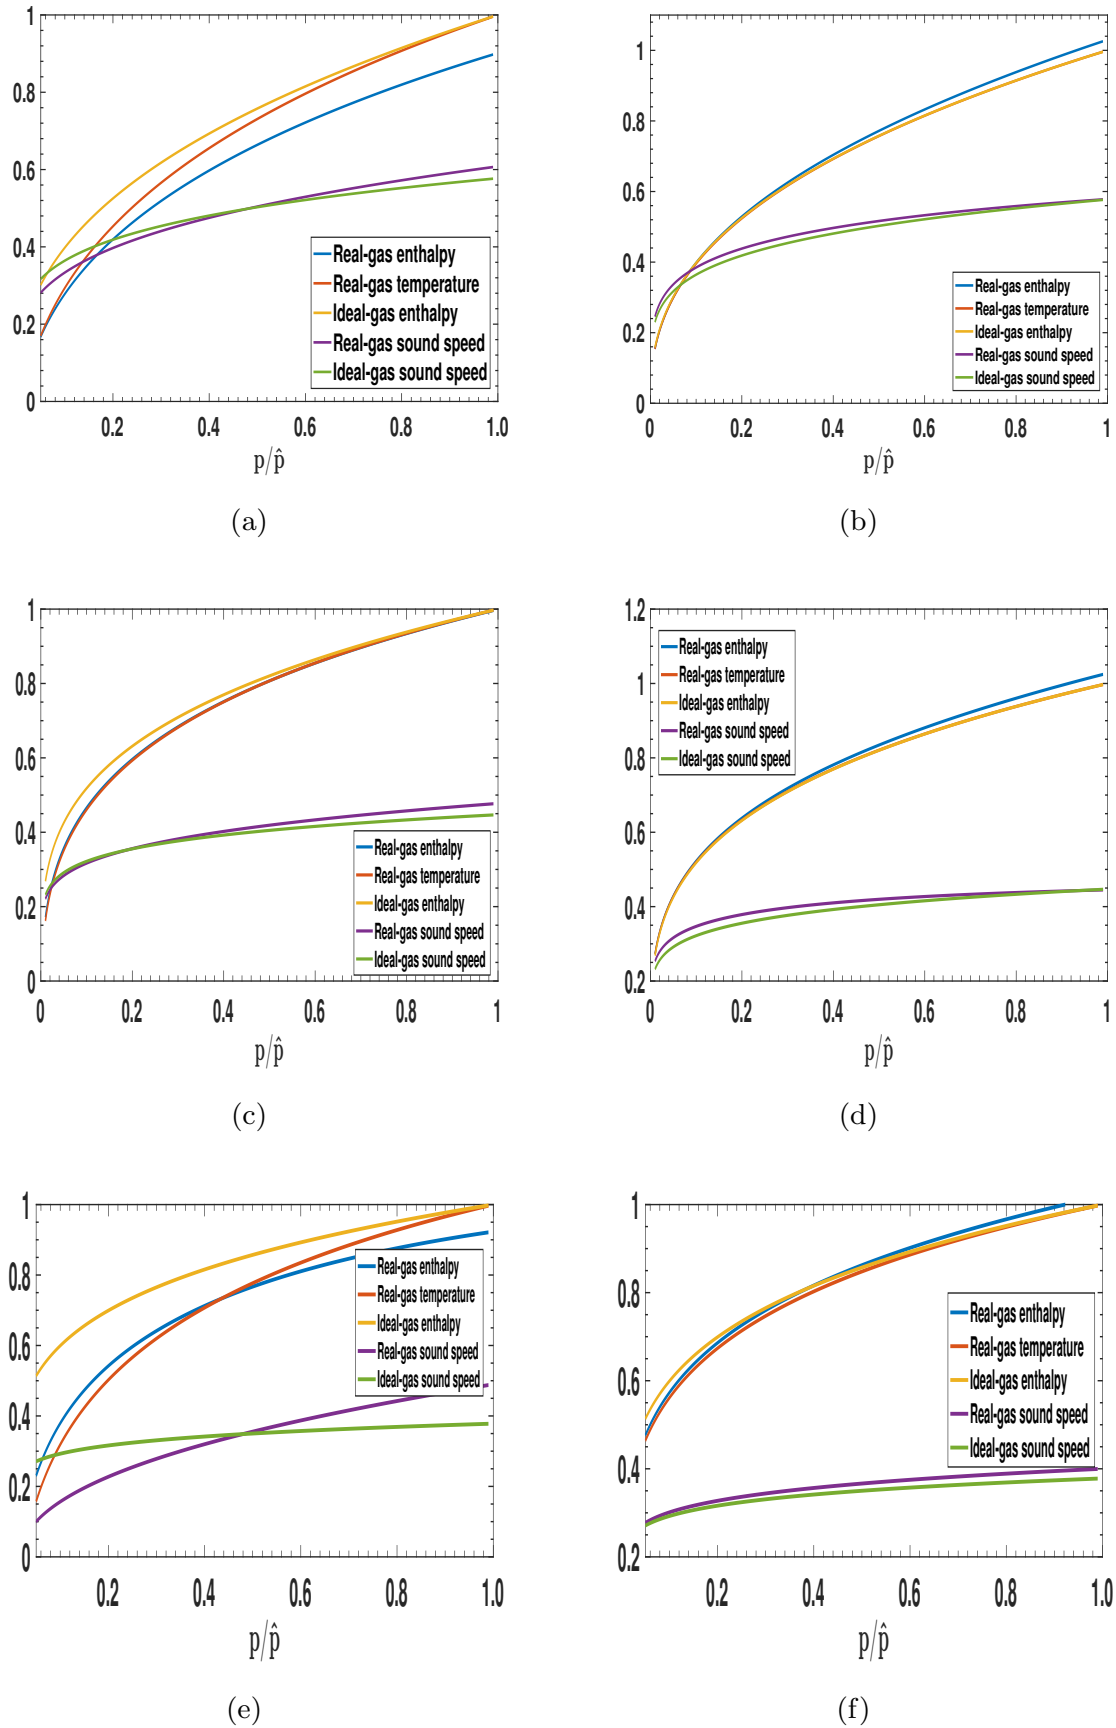 1
0.8
0.6
0.4
0.2
0
0.2 0.4 0.6 0.8 1.0
Real-gas enthalpy
Real-gas temperature
Ideal-gas enthalpy
Real-gas sound speed
Ideal-gas sound speed
p/p̂
(a)
1
0.8
0.6
0.4
0.2
0
0 0.2 0.4 0.6 0.8 1
Real-gas enthalpy
Real-gas temperature
Ideal-gas enthalpy
Real-gas sound speed
Ideal-gas sound speed
p/p̂
(b)
1
0.8
0.6
0.4
0.2
0
0 0.2 0.4 0.6 0.8 1
Real-gas enthalpy
Real-gas temperature
Ideal-gas enthalpy
Real-gas sound speed
Ideal-gas sound speed
p/p̂
(c)
1.2
1
0.8
0.6
0.4
0.2
0 0.2 0.4 0.6 0.8 1
Real-gas enthalpy
Real-gas temperature
Ideal-gas enthalpy
Real-gas sound speed
Ideal-gas sound speed
p/p̂
(d)
1
0.8
0.6
0.4
0.2
0
0.2 0.4 0.6 0.8 1.0
Real-gas enthalpy
Real-gas temperature
Ideal-gas enthalpy
Real-gas sound speed
Ideal-gas sound speed
p/p̂
(e)
1
0.8
0.6
0.4
0.2
0.2 0.4 0.6 0.8 1.0
Real-gas enthalpy
Real-gas temperature
Ideal-gas enthalpy
Real-gas sound speed
Ideal-gas sound speed
p/p̂
(f)